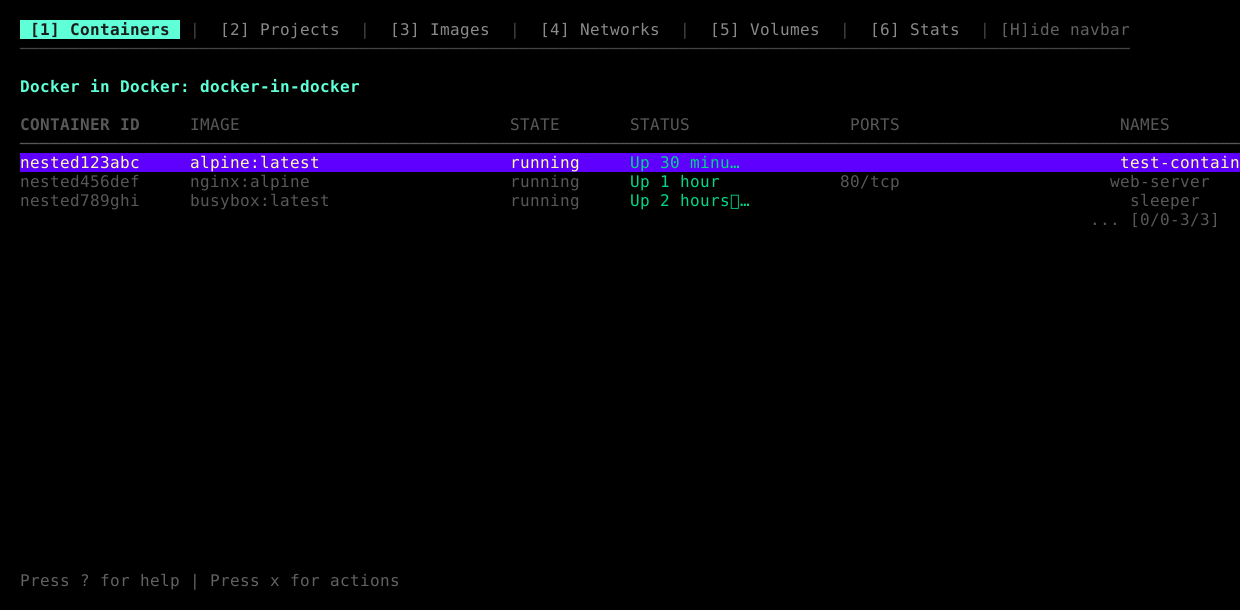 [1] Containers | [2] Projects | [3] Images | [4] Networks | [5] Volumes | [6] Stats | [H]ide navbar
Docker in Docker: docker-in-docker
CONTAINER ID IMAGE STATE STATUS PORTS NAMES
nested123abc alpine:latest running Up 30 minu… test-contain
nested456def nginx:alpine running Up 1 hour 80/tcp web-server
nested789ghi busybox:latest running Up 2 hours▯… sleeper
... [0/0-3/3]
Press ? for help | Press x for actions